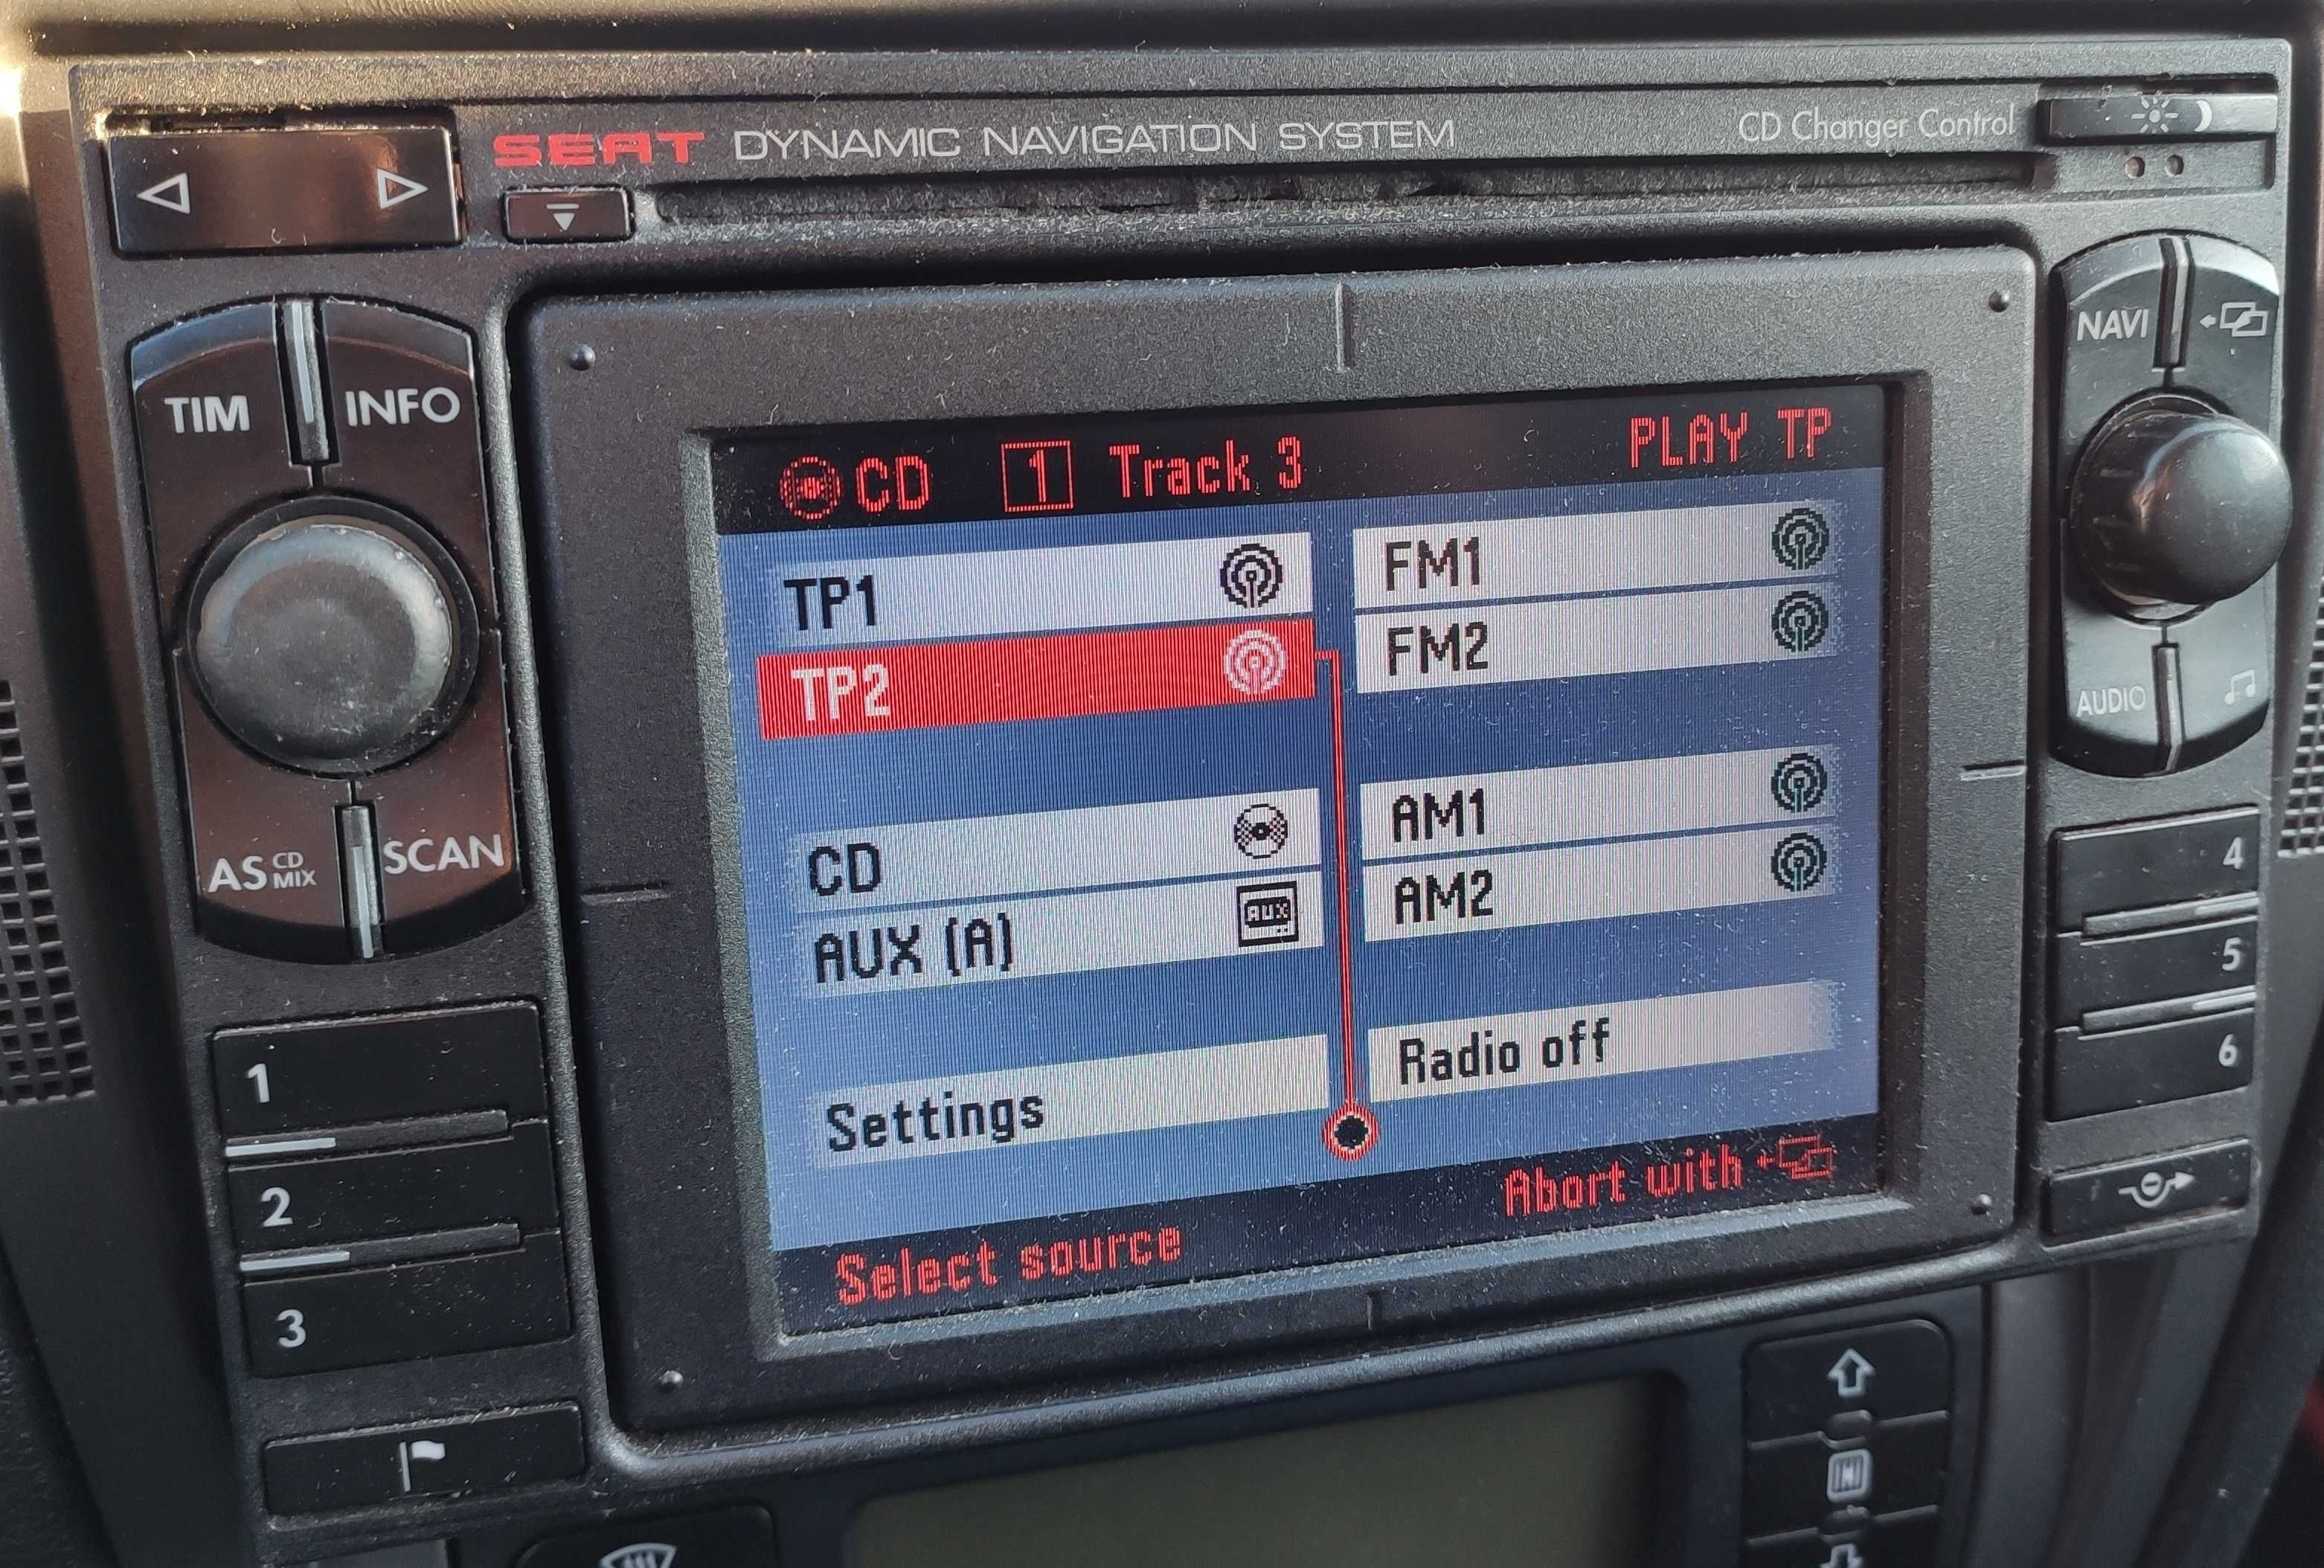 SEAT DYNAMIC NAVIGATION SYSTEM
CD Changer Control
TIM INFO
NAVI
CD 1 Track 3 PLAY TP
TP1 FM1
TP2 FM2
CD AM1
AUX (A) AUX AM2
Settings Radio off
Select source Abort with
AS CD MIX SCAN
AUDIO
1
2
3
4
5
6